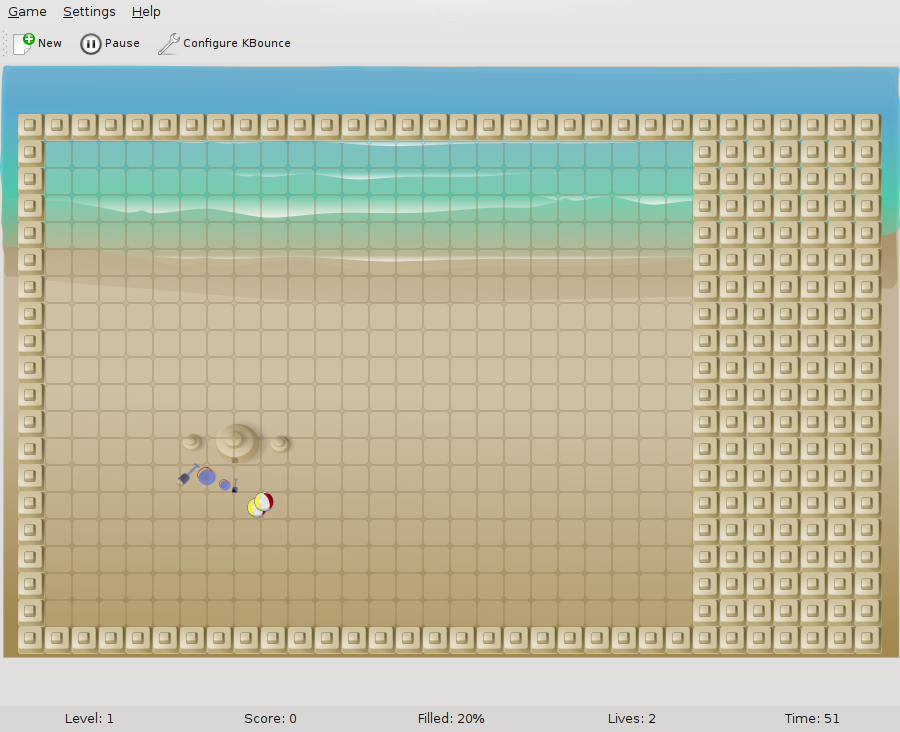 Game Settings Help
New Pause Configure KBounce
Level: 1 Score: 0 Filled: 20% Lives: 2 Time: 51